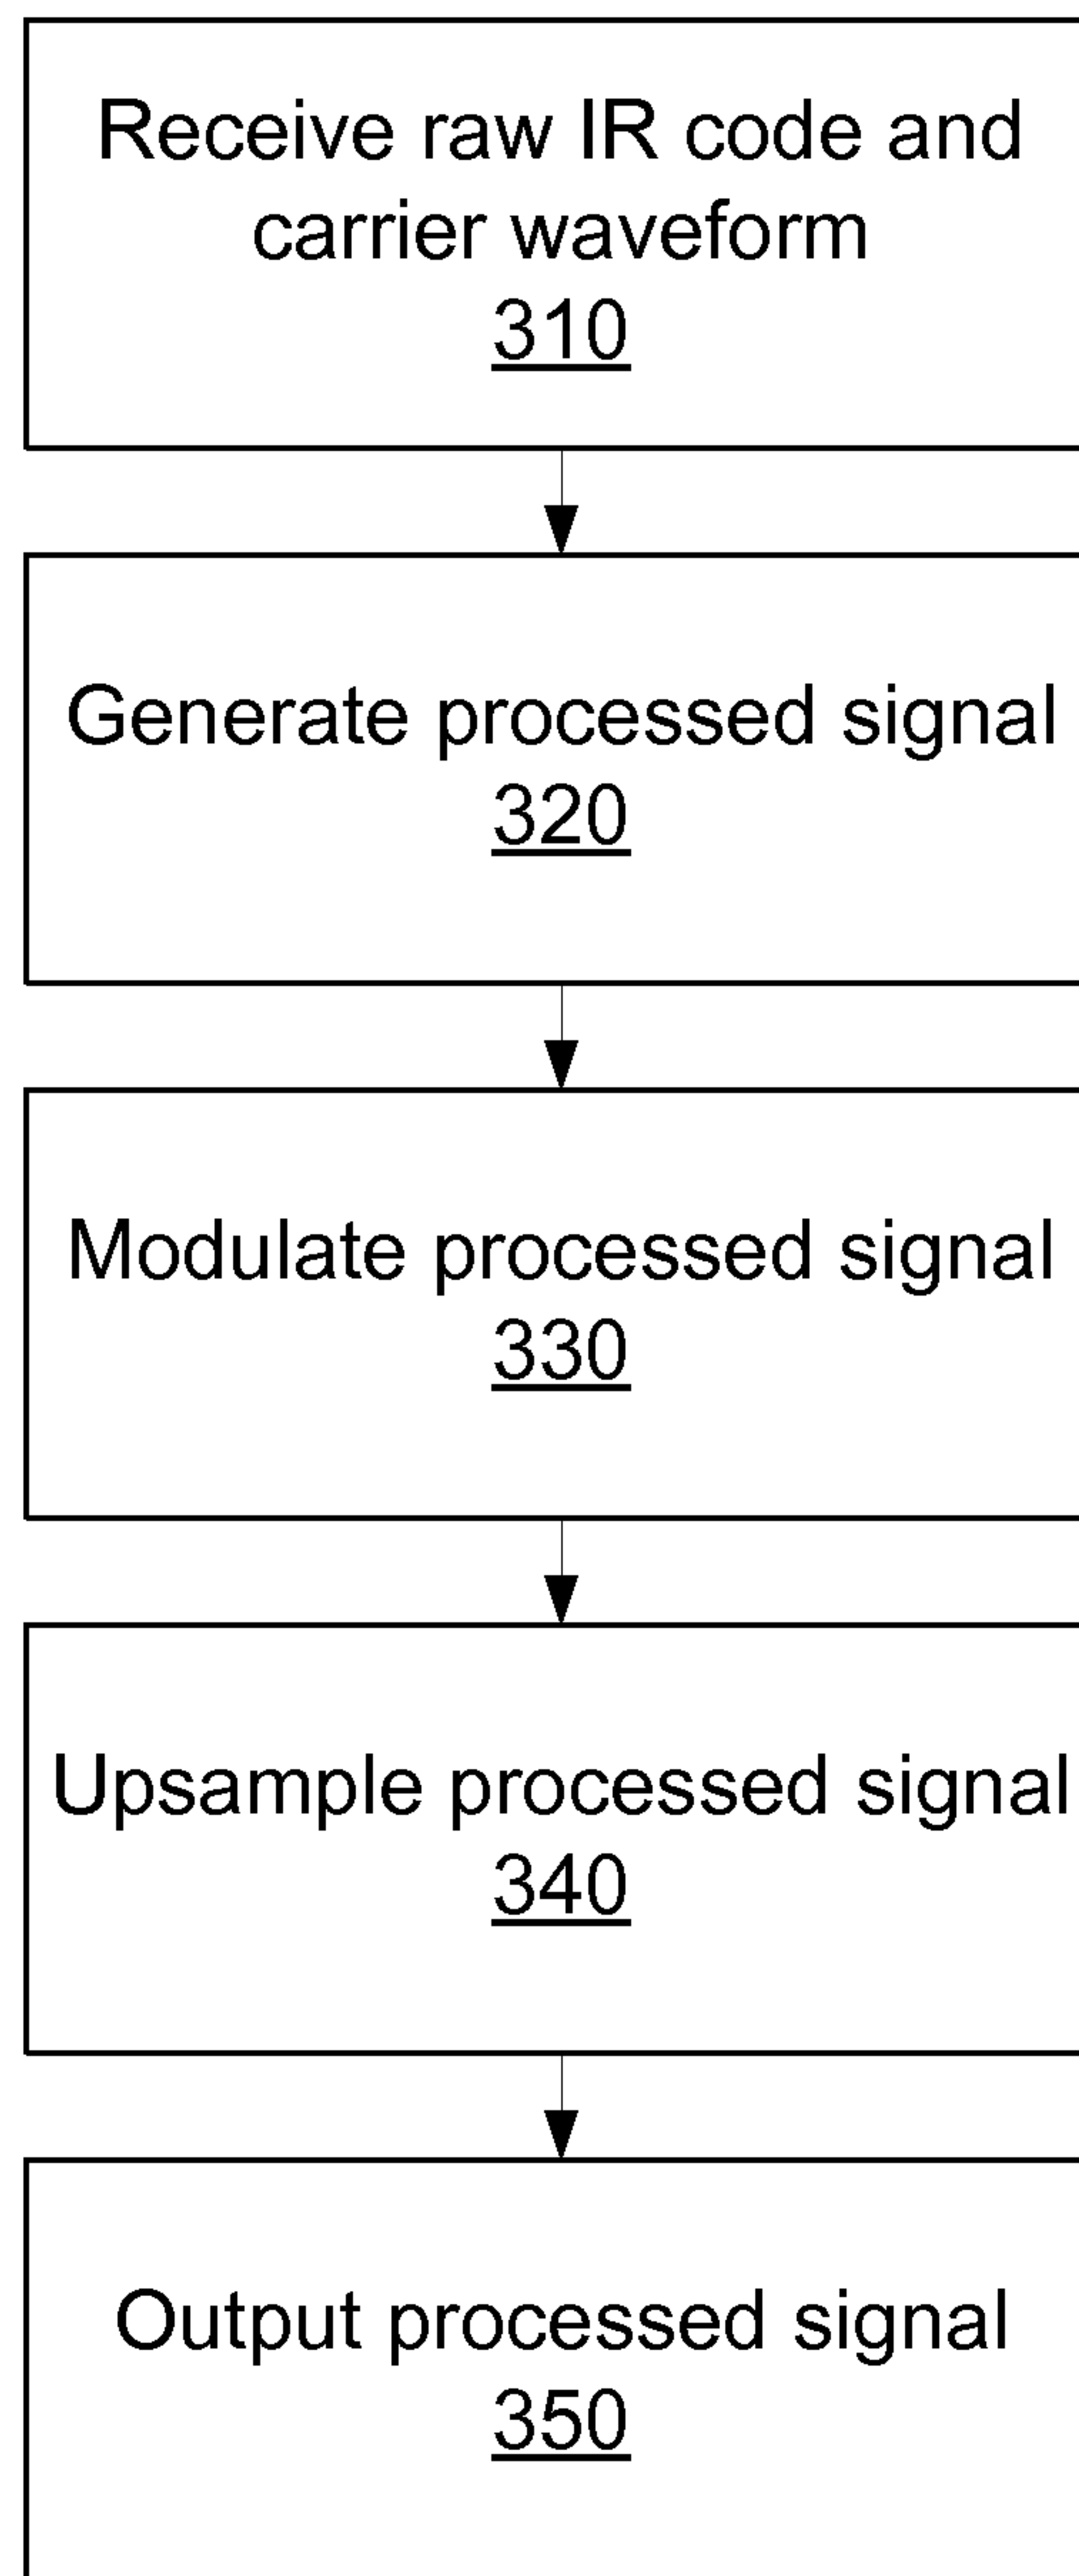 Receive raw IR code and
carrier waveform
310
Generate processed signal
320
Modulate processed signal
330
Upsample processed signal
340
Output processed signal
350